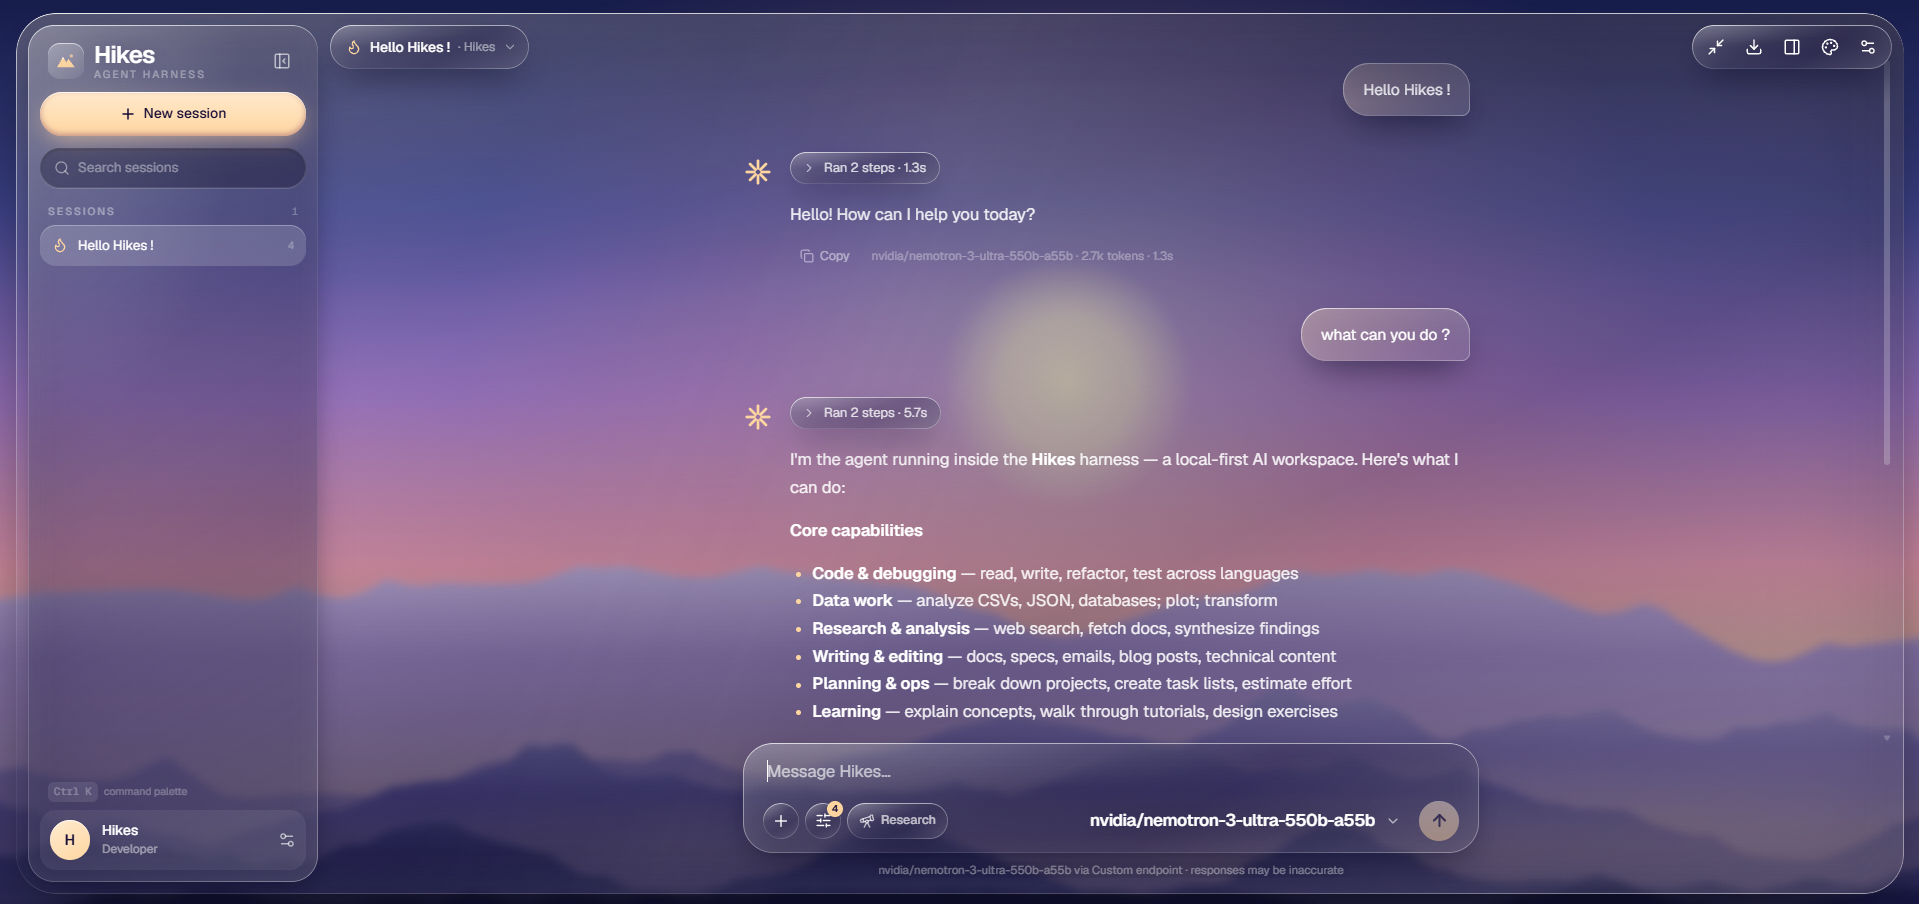 Hikes
AGENT HARNESS
New session
Search sessions
SESSIONS 1
Hello Hikes ! 4
Ctrl K command palette
H
Hikes
Developer
Hello Hikes ! · Hikes
Hello Hikes !
Ran 2 steps · 1.3s
Hello! How can I help you today?
Copy nvidia/nemotron-3-ultra-550b-a55b · 2.7k tokens · 1.3s
what can you do ?
Ran 2 steps · 5.7s
I'm the agent running inside the Hikes harness — a local-first AI workspace. Here's what I
can do:
Core capabilities
• Code & debugging — read, write, refactor, test across languages
• Data work — analyze CSVs, JSON, databases; plot; transform
• Research & analysis — web search, fetch docs, synthesize findings
• Writing & editing — docs, specs, emails, blog posts, technical content
• Planning & ops — break down projects, create task lists, estimate effort
• Learning — explain concepts, walk through tutorials, design exercises
Message Hikes...
4
Research
nvidia/nemotron-3-ultra-550b-a55b
nvidia/nemotron-3-ultra-550b-a55b via Custom endpoint · responses may be inaccurate